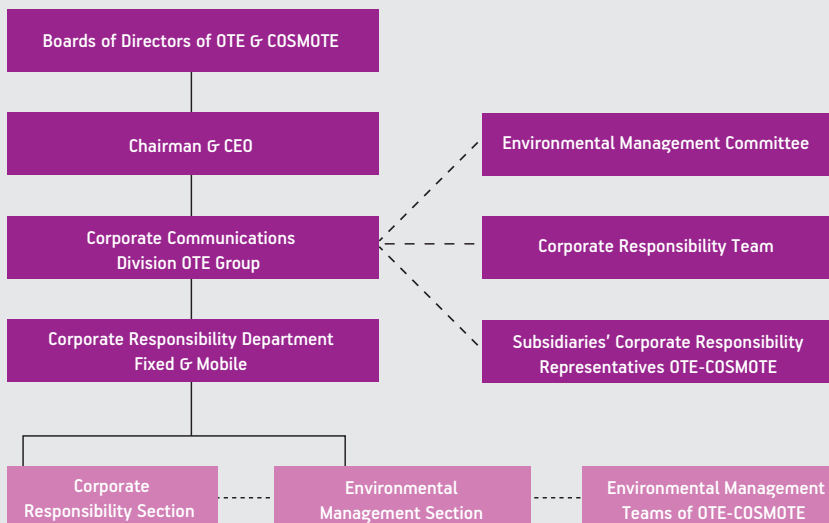 Boards of Directors of OTE & COSMOTE
Chairman & CEO
Environmental Management Committee
Corporate Communications
Division OTE Group
Corporate Responsibility Team
Corporate Responsibility Department
Fixed & Mobile
Subsidiaries' Corporate Responsibility
Representatives OTE-COSMOTE
Corporate
Responsibility Section
Environmental
Management Section
Environmental Management
Teams of OTE-COSMOTE